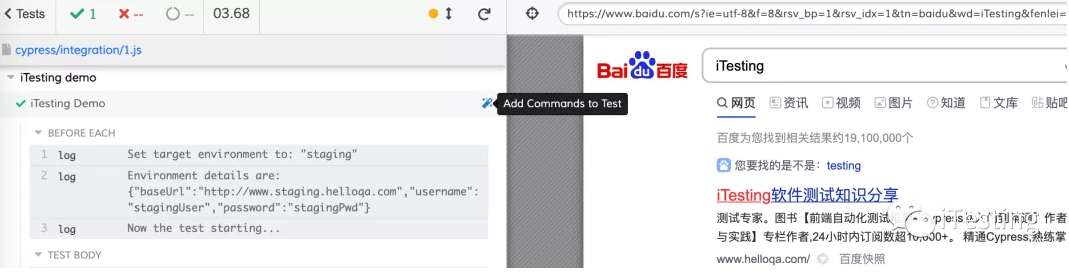 Tests
1
--
--
03.68
https://www.baidu.com/s?ie=utf-8&f=8&rsv_bp=1&rsv_idx=1&tn=baidu&wd=iTesting&fenlei=
cypress/integration/1.js
iTesting demo
iTesting Demo
Add Commands to Test
BEFORE EACH
1 log Set target environment to: "staging"
2 log Environment details are:
{"baseUrl":"http://www.staging.helloqa.com","username":
"stagingUser","password":"stagingPwd"}
3 log Now the test starting...
TEST BODY
Bai du 百度
iTesting
网页 资讯 视频 图片 知道 文库 贴吧
百度为您找到相关结果约19,100,000个
您要找的是不是: testing
iTesting软件测试知识分享
测试专家。图书【前端自动化测试 Cypress 作者
与实践】专栏作者,24小时内订阅数超10,000+。 精通Cypress,熟练掌
www.helloqa.com/ 百度快照
iTesting